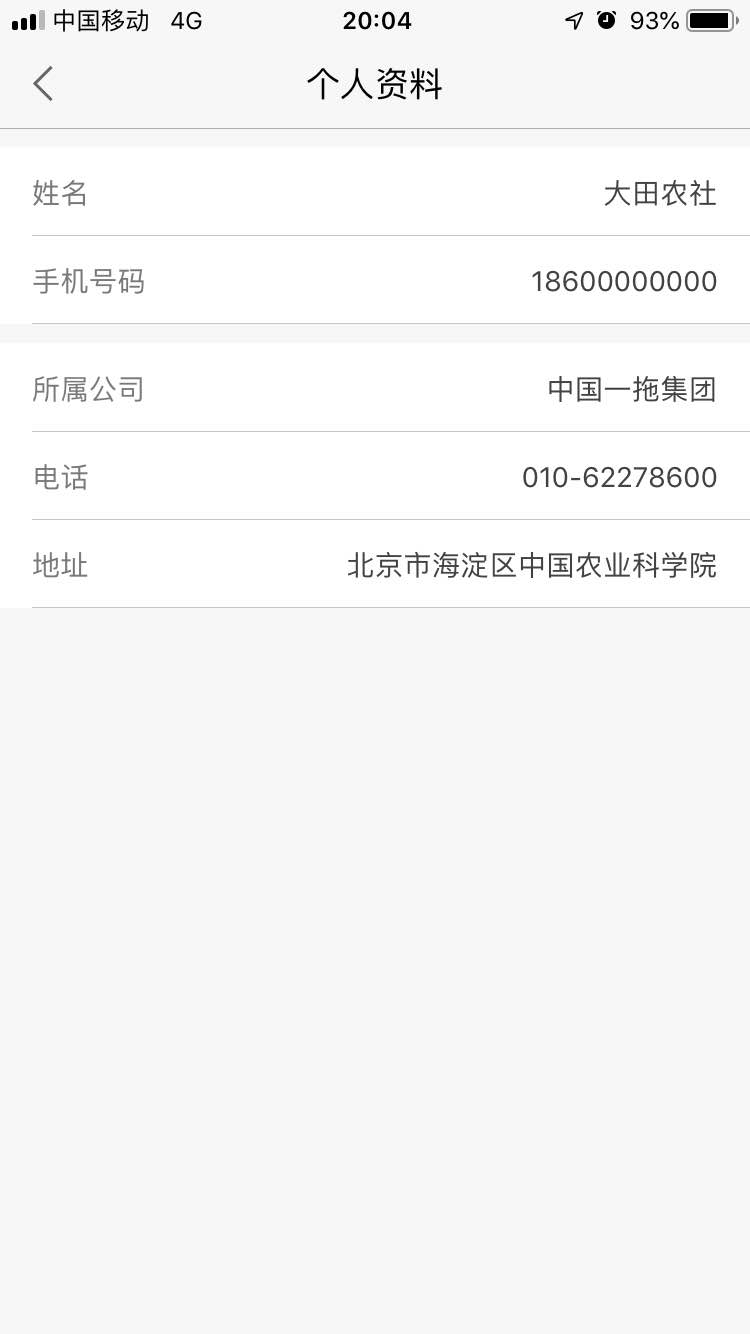 中国移动 4G 20:04 93%
个人资料
姓名 大田农社
手机号码 18600000000
所属公司 中国一拖集团
电话 010-62278600
地址 北京市海淀区中国农业科学院